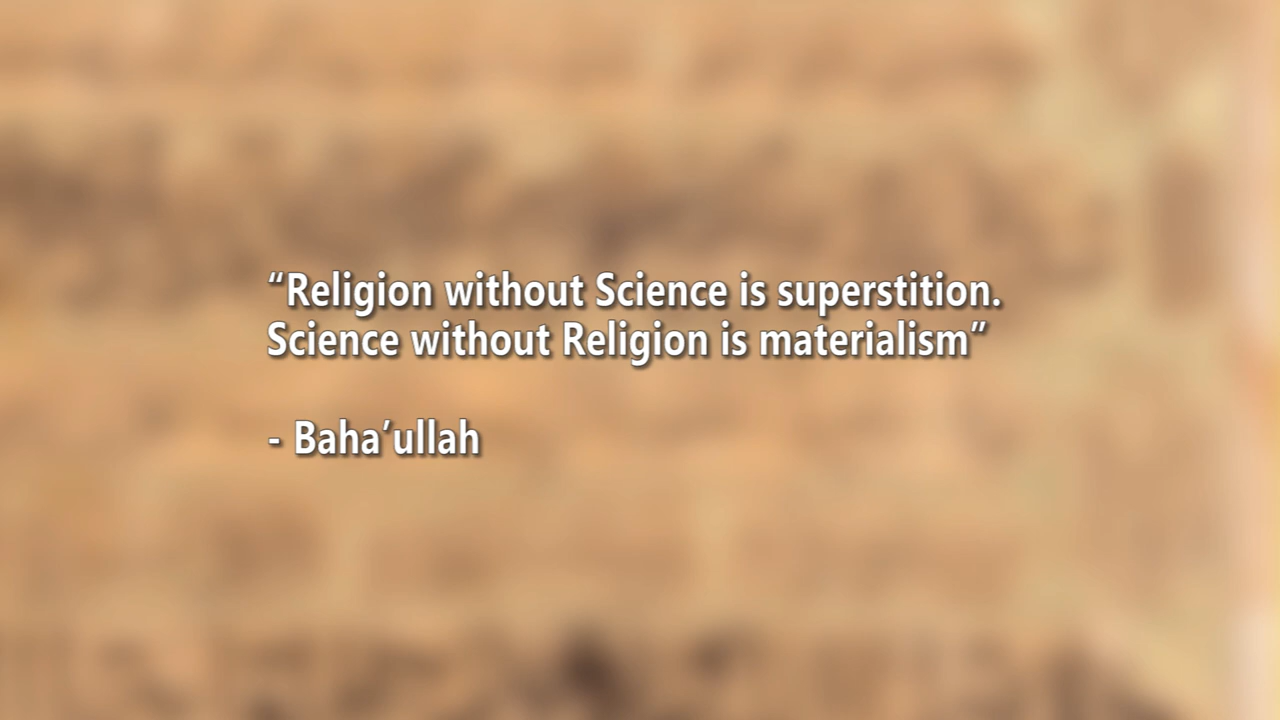 “Religion without Science is superstition.
Science without Religion is materialism”
- Baha’ullah